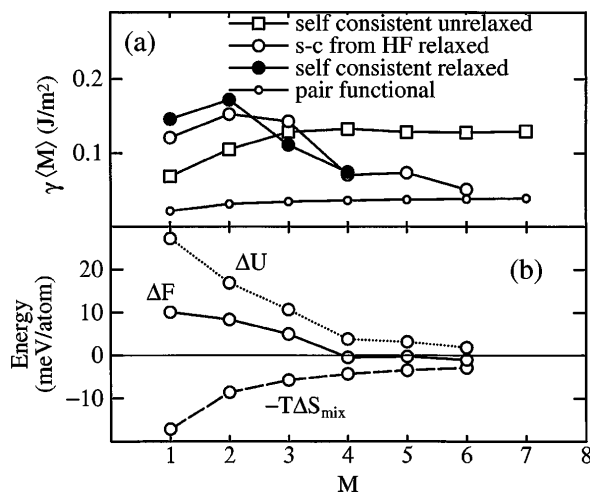 (a)
self consistent unrelaxed
s-c from HF relaxed
self consistent relaxed
pair functional
0.2
0.1
γ ⟨M⟩ (J/m²)
(b)
ΔU
ΔF
−TΔSmix
20
10
0
−10
Energy
(meV/atom)
1 2 3 4 5 6 7 8
M